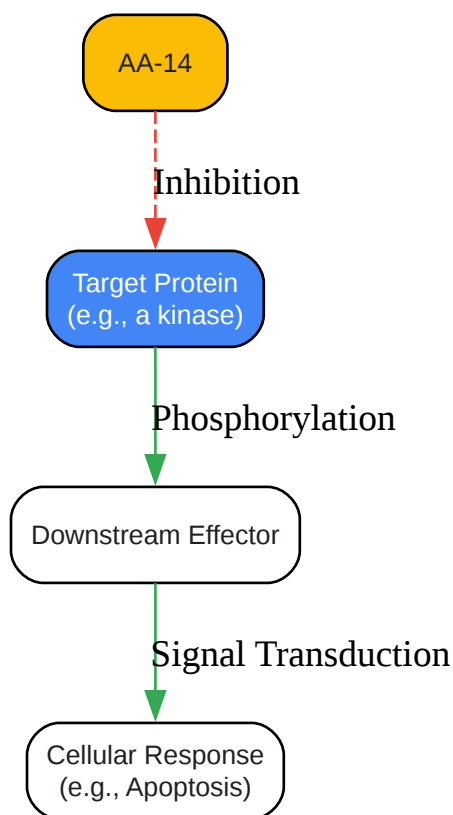 AA-14
Inhibition
Target Protein
(e.g., a kinase)
Phosphorylation
Downstream Effector
Signal Transduction
Cellular Response
(e.g., Apoptosis)